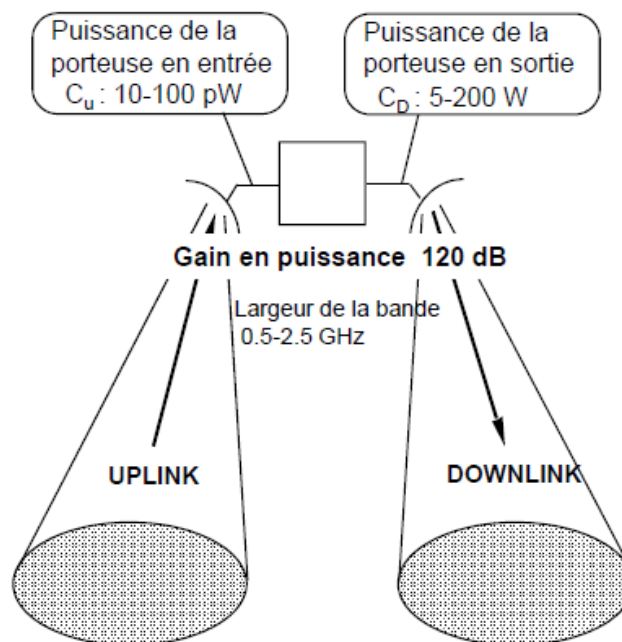 Puissance de la
porteuse en entrée
Cu : 10-100 pW
Puissance de la
porteuse en sortie
CD : 5-200 W
Gain en puissance 120 dB
Largeur de la bande
0.5-2.5 GHz
UPLINK
DOWNLINK